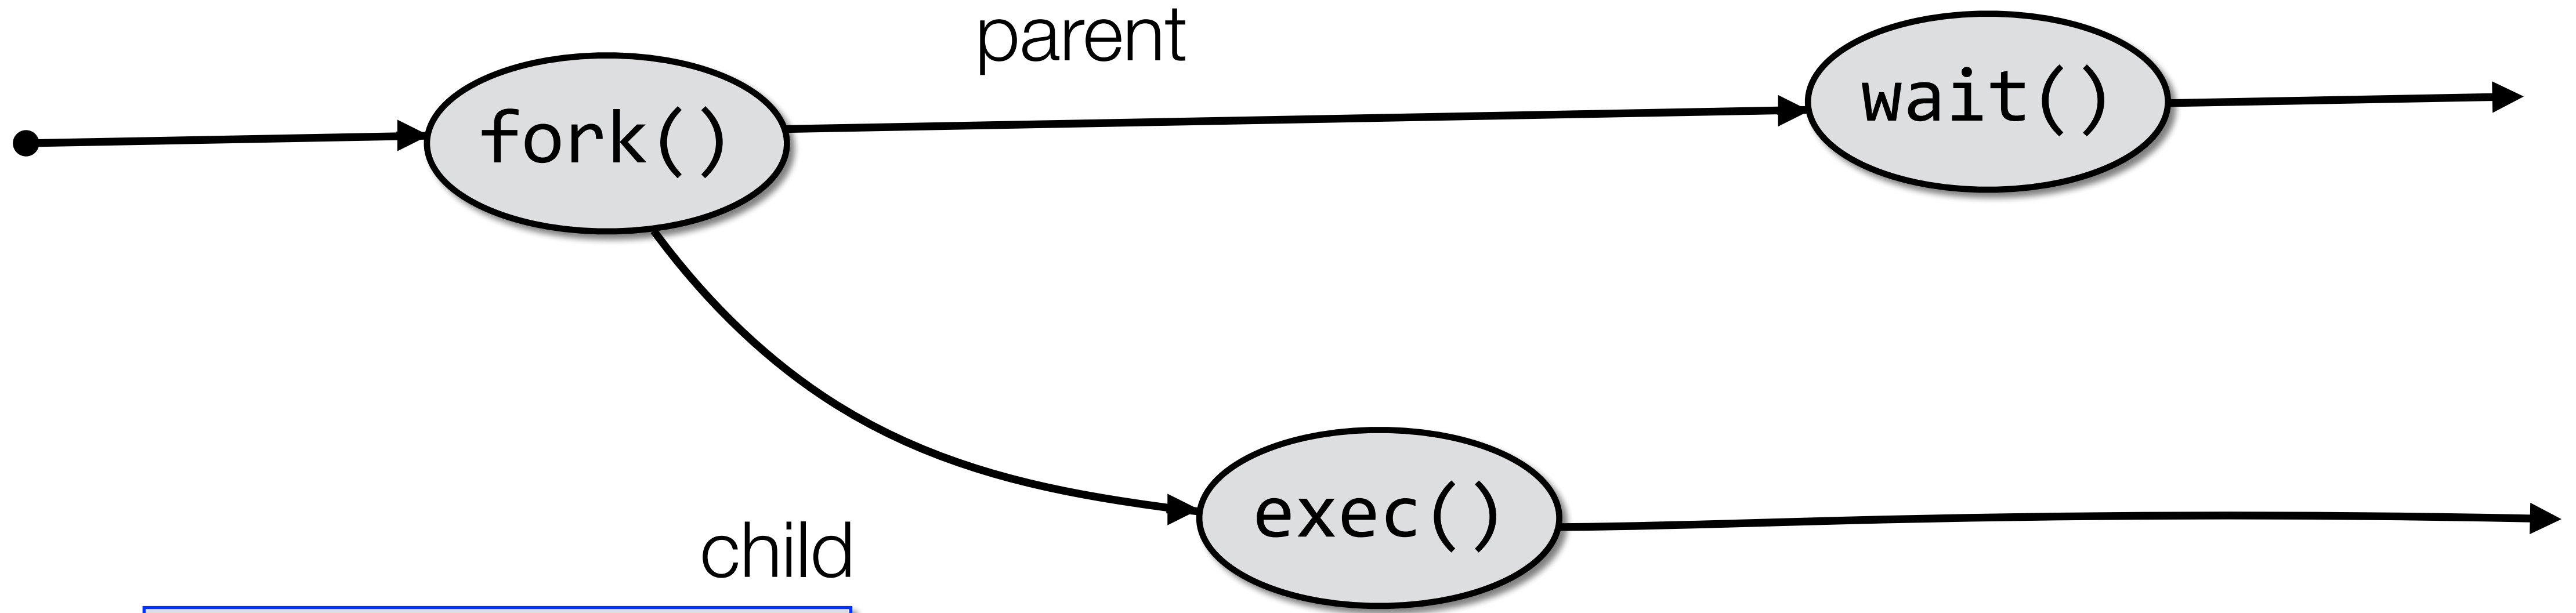 parent
fork()
wait()
exec()
child